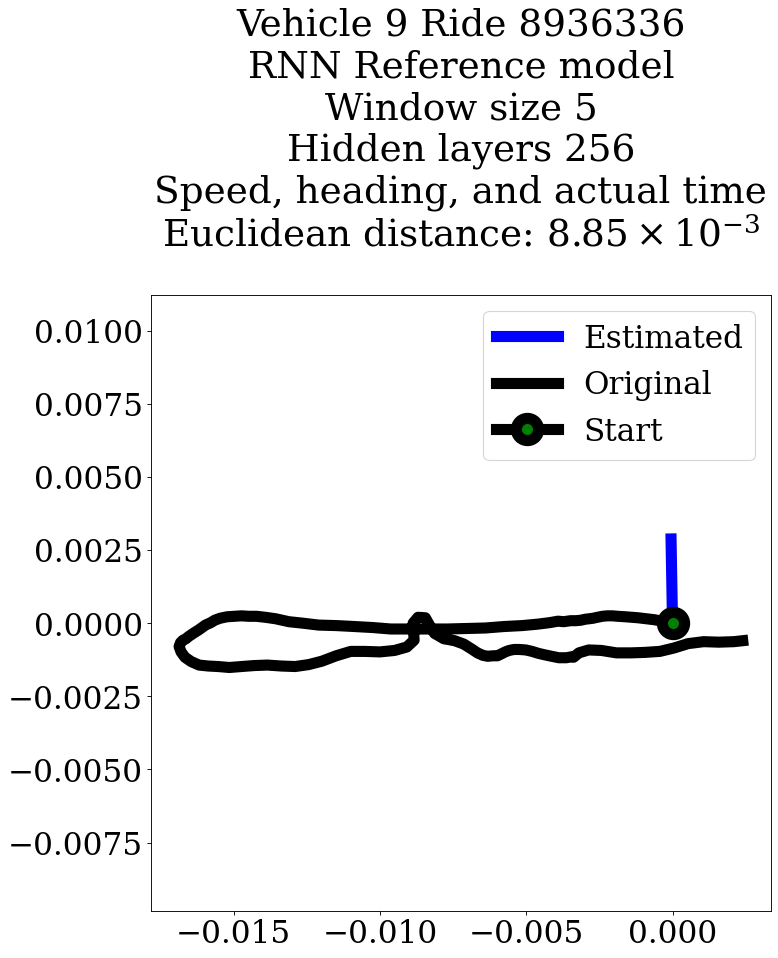 Vehicle 9 Ride 8936336
RNN Reference model
Window size 5
Hidden layers 256
Speed, heading, and actual time
Euclidean distance: 8.85 × 10⁻³
Estimated
Original
Start
0.0100
0.0075
0.0050
0.0025
0.0000
−0.0025
−0.0050
−0.0075
−0.015 −0.010 −0.005 0.000